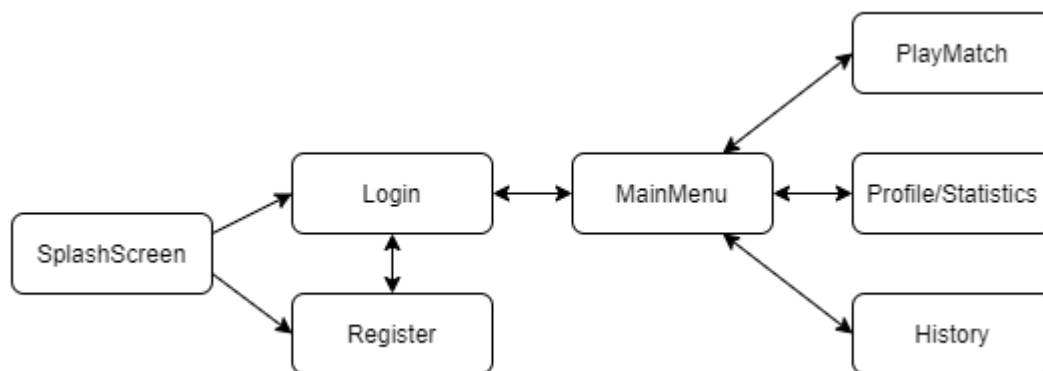 PlayMatch
Login
MainMenu
Profile/Statistics
SplashScreen
Register
History